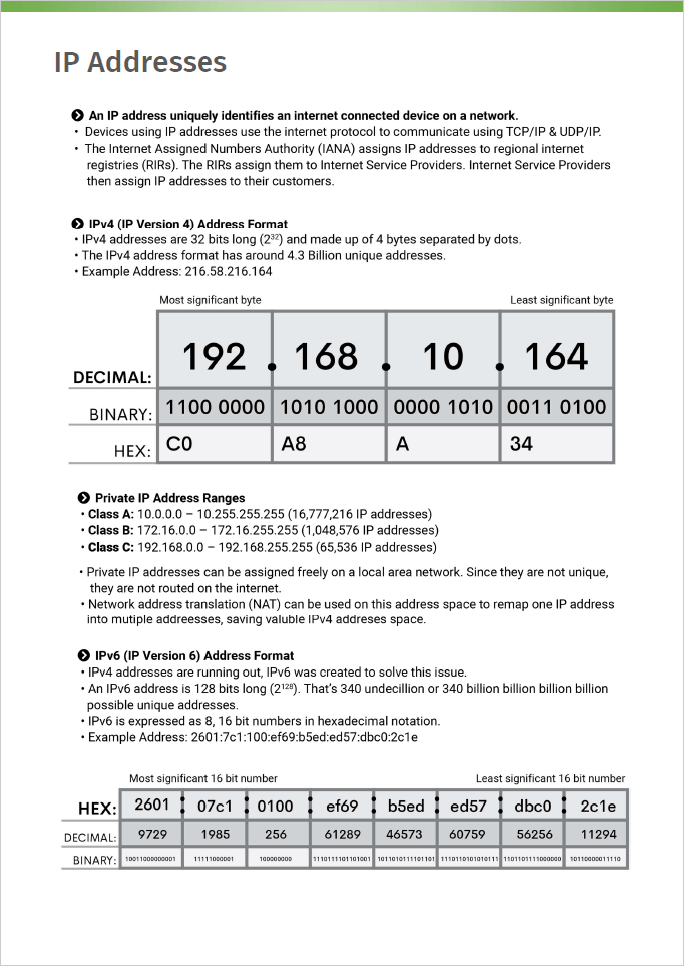 IP Addresses
An IP address uniquely identifies an internet connected device on a network.
• Devices using IP addresses use the internet protocol to communicate using TCP/IP & UDP/IP.
• The Internet Assigned Numbers Authority (IANA) assigns IP addresses to regional internet
registries (RIRs). The RIRs assign them to Internet Service Providers. Internet Service Providers
then assign IP addresses to their customers.
IPv4 (IP Version 4) Address Format
• IPv4 addresses are 32 bits long (2³²) and made up of 4 bytes separated by dots.
• The IPv4 address format has around 4.3 Billion unique addresses.
• Example Address: 216.58.216.164
Most significant byte Least significant byte
DECIMAL: 192 . 168 . 10 . 164
BINARY: 1100 0000 1010 1000 0000 1010 0011 0100
HEX: C0 A8 A 34
Private IP Address Ranges
• Class A: 10.0.0.0 – 10.255.255.255 (16,777,216 IP addresses)
• Class B: 172.16.0.0 – 172.16.255.255 (1,048,576 IP addresses)
• Class C: 192.168.0.0 – 192.168.255.255 (65,536 IP addresses)
• Private IP addresses can be assigned freely on a local area network. Since they are not unique,
they are not routed on the internet.
• Network address translation (NAT) can be used on this address space to remap one IP address
into mutiple addreesses, saving valuble IPv4 addreses space.
IPv6 (IP Version 6) Address Format
• IPv4 addresses are running out, IPv6 was created to solve this issue.
• An IPv6 address is 128 bits long (2¹²⁸). That's 340 undecillion or 340 billion billion billion billion
possible unique addresses.
• IPv6 is expressed as 8, 16 bit numbers in hexadecimal notation.
• Example Address: 2601:7c1:100:ef69:b5ed:ed57:dbc0:2c1e
Most significant 16 bit number Least significant 16 bit number
HEX: 2601 : 07c1 : 0100 : ef69 : b5ed : ed57 : dbc0 : 2c1e
DECIMAL: 9729 1985 256 61289 46573 60759 56256 11294
BINARY: 10011000000001 11111000001 100000000 1110111101101001 1011010111101101 1110110101010111 1101101111000000 10110000011110